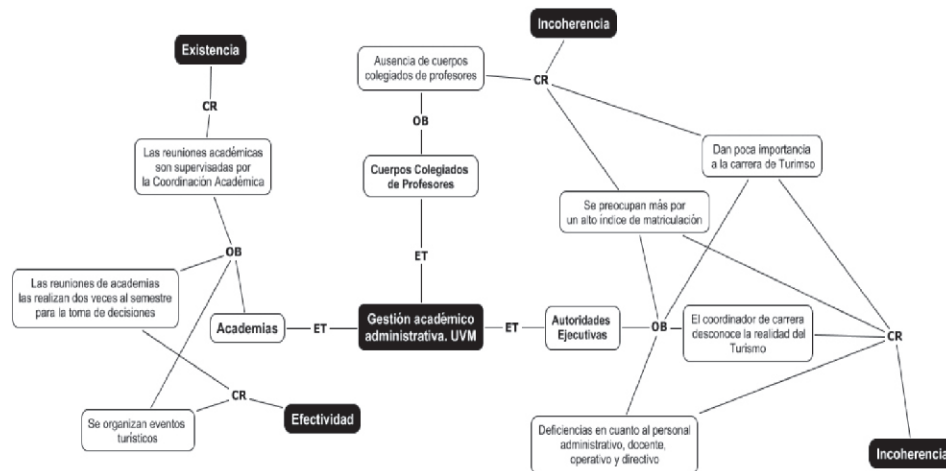 Incoherencia
Existencia
Ausencia de cuerpos
colegiados de profesores
CR
CR
OB
Las reuniones académicas
son supervisadas por
la Coordinación Académica
Dan poca importancia
a la carrera de Turimso
Cuerpos Colegiados
de Profesores
Se preocupan más por
un alto índice de matriculación
OB
ET
Las reuniones de academias
las realizan dos veces al semestre
para la toma de decisiones
Academias
ET
Gestión académico
administrativa. UVM
ET
Autoridades
Ejecutivas
OB
El coordinador de carrera
desconoce la realidad del
Turismo
CR
CR
Efectividad
Se organizan eventos
turísticos
Deficiencias en cuanto al personal
administrativo, docente,
operativo y directivo
Incoherencia